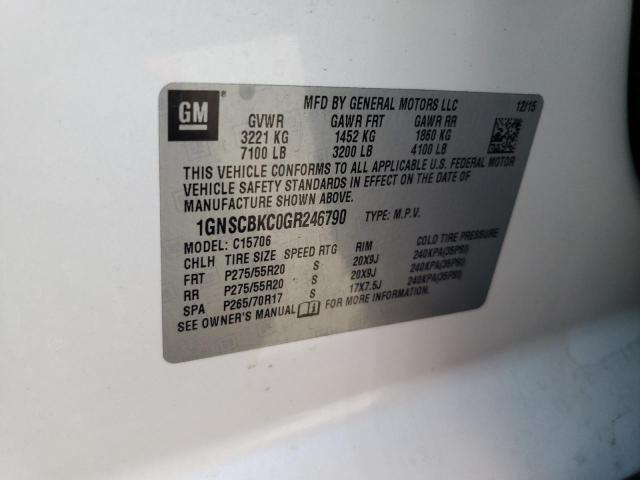 GM ® MFD BY GENERAL MOTORS LLC 12/15
GVWR GAWR FRT GAWR RR
3221 KG 1452 KG 1860 KG
7100 LB 3200 LB 4100 LB
THIS VEHICLE CONFORMS TO ALL APPLICABLE U.S. FEDERAL MOTOR
VEHICLE SAFETY STANDARDS IN EFFECT ON THE DATE OF
MANUFACTURE SHOWN ABOVE.
1GNSCBKC0GR246790 TYPE: M.P.V.
MODEL: C15706
CHLH TIRE SIZE SPEED RTG RIM COLD TIRE PRESSURE
FRT P275/55R20 S 20X9J 240KPA(35PSI)
RR P275/55R20 S 20X9J 240KPA(35PSI)
SPA P265/70R17 S 17X7.5J 240KPA(35PSI)
SEE OWNER'S MANUAL FOR MORE INFORMATION.